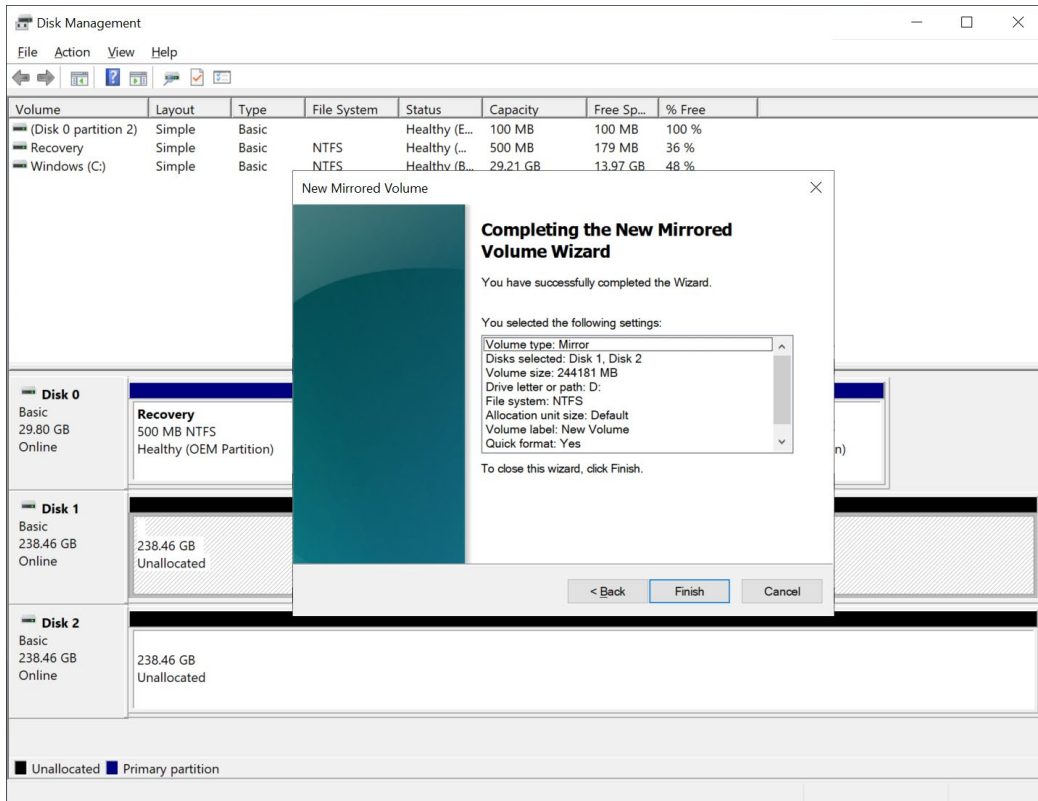 Disk Management
File Action View Help
Volume Layout Type File System Status Capacity Free Sp... % Free
(Disk 0 partition 2) Simple Basic Healthy (E... 100 MB 100 MB 100 %
Recovery Simple Basic NTFS Healthy (... 500 MB 179 MB 36 %
Windows (C:) Simple Basic NTFS Healthy (B... 29.21 GB 13.97 GB 48 %
New Mirrored Volume
Completing the New Mirrored
Volume Wizard
You have successfully completed the Wizard.
You selected the following settings:
Volume type: Mirror
Disks selected: Disk 1, Disk 2
Volume size: 244181 MB
Drive letter or path: D:
File system: NTFS
Allocation unit size: Default
Volume label: New Volume
Quick format: Yes
To close this wizard, click Finish.
< Back Finish Cancel
Disk 0
Basic
29.80 GB
Online
Recovery
500 MB NTFS
Healthy (OEM Partition)
n)
Disk 1
Basic
238.46 GB
Online
238.46 GB
Unallocated
Disk 2
Basic
238.46 GB
Online
238.46 GB
Unallocated
Unallocated Primary partition